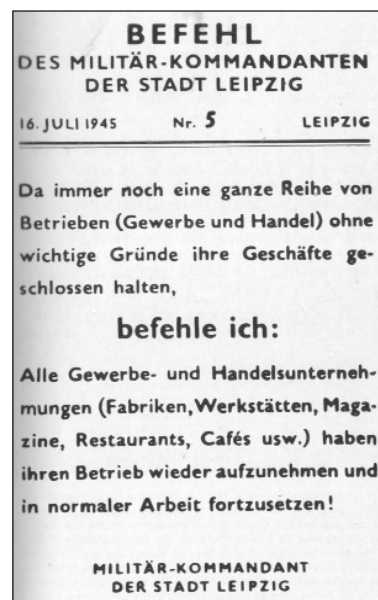 BEFEHL
DES MILITÄR-KOMMANDANTEN
DER STADT LEIPZIG
16. JULI 1945 Nr. 5 LEIPZIG
Da immer noch eine ganze Reihe von
Betrieben (Gewerbe und Handel) ohne
wichtige Gründe ihre Geschäfte ge-
schlossen halten,
befehle ich:
Alle Gewerbe- und Handelsunterneh-
mungen (Fabriken, Werkstätten, Maga-
zine, Restaurants, Cafés usw.) haben
ihren Betrieb wieder aufzunehmen und
in normaler Arbeit fortzusetzen!
MILITÄR-KOMMANDANT
DER STADT LEIPZIG